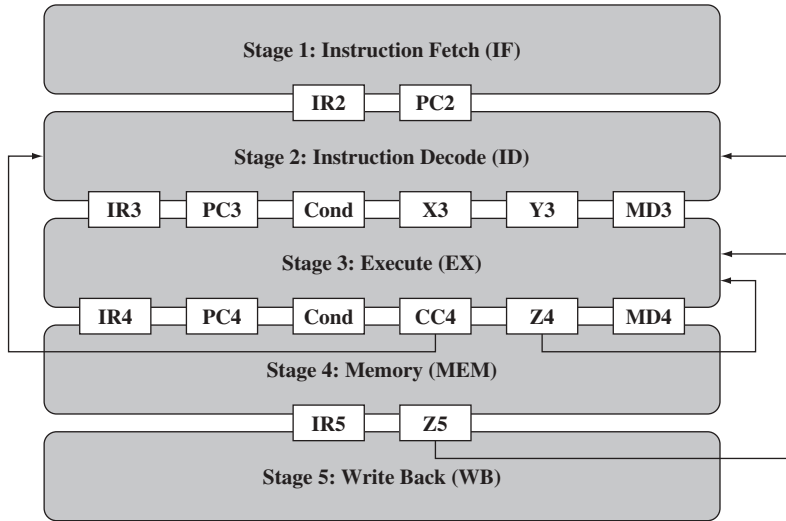 Stage 1: Instruction Fetch (IF)
IR2 PC2
Stage 2: Instruction Decode (ID)
IR3 PC3 Cond X3 Y3 MD3
Stage 3: Execute (EX)
IR4 PC4 Cond CC4 Z4 MD4
Stage 4: Memory (MEM)
IR5 Z5
Stage 5: Write Back (WB)